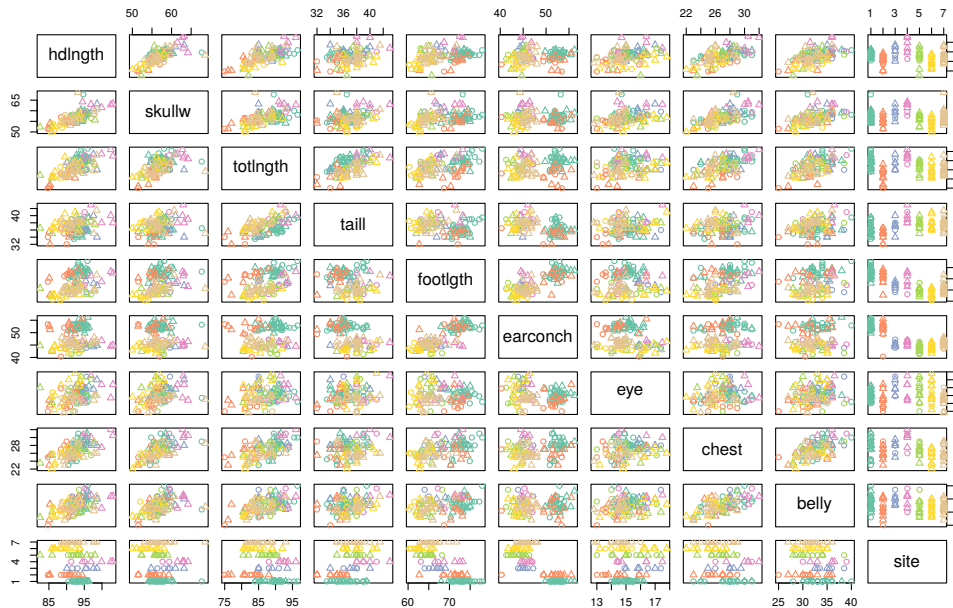 50 60 32 36 40 40 50 22 26 30 1 3 5 7
hdlngth
50 65 skullw
totlngth
32 40 taill
footlgth
40 50 earconch
eye
22 28 chest
belly
1 4 7 site
85 95 75 85 95 60 70 13 15 17 25 30 35 40